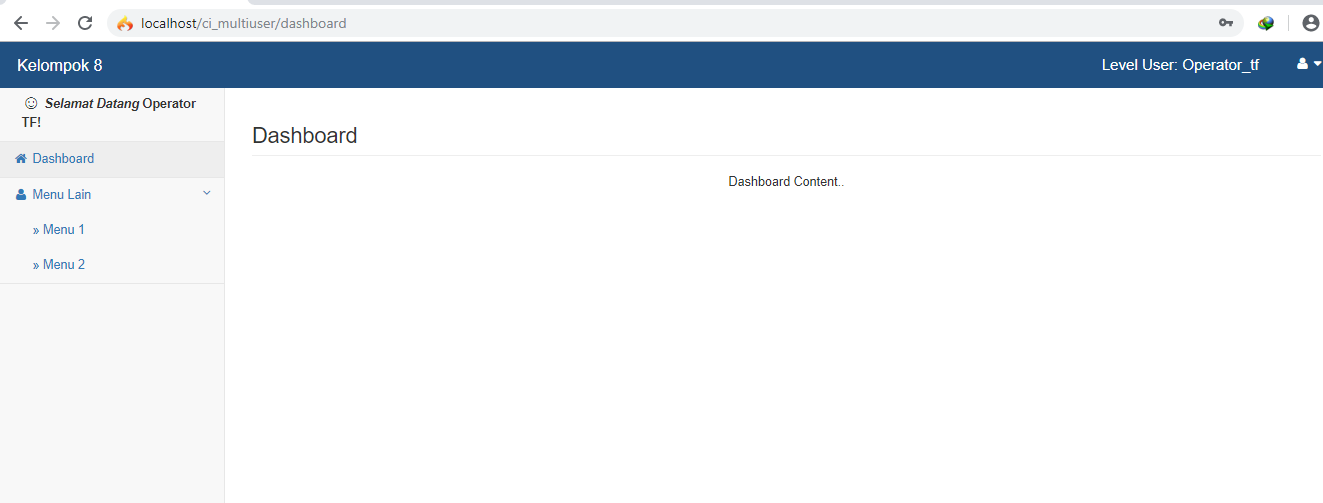 localhost/ci_multiuser/dashboard
Kelompok 8
Level User: Operator_tf
Selamat Datang Operator
TF!
Dashboard
Menu Lain
» Menu 1
» Menu 2
Dashboard
Dashboard Content..